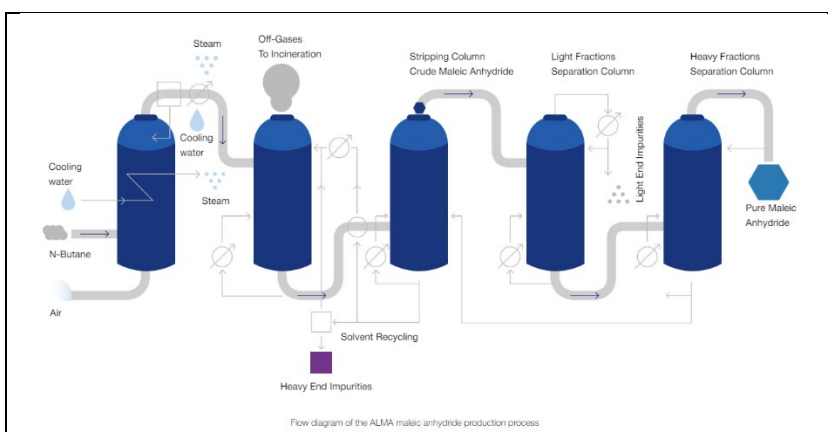 Steam
Off-Gases
To Incineration
Stripping Column
Crude Maleic Anhydride
Light Fractions
Separation Column
Heavy Fractions
Separation Column
Cooling
water
Cooling
water
Steam
N-Butane
Air
Light End Impurities
Pure Maleic
Anhydride
Solvent Recycling
Heavy End Impurities
Flow diagram of the ALMA maleic anhydride production process